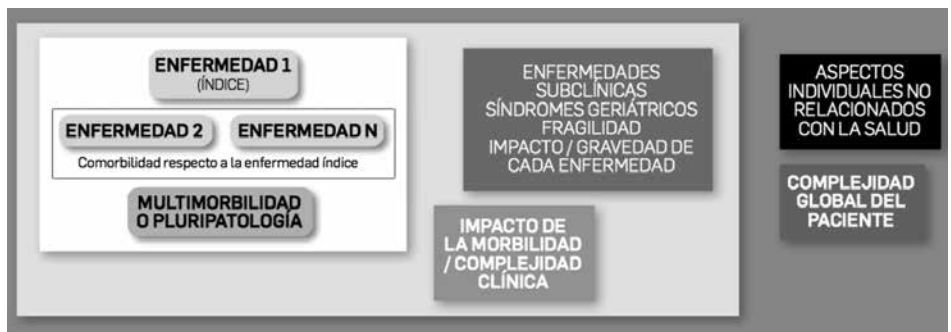 ENFERMEDAD 1
(ÍNDICE)
ENFERMEDAD 2
ENFERMEDAD N
Comorbilidad respecto a la enfermedad índice
MULTIMORBILIDAD
O PLURIPATOLOGÍA
ENFERMEDADES
SUBCLÍNICAS
SÍNDROMES GERIÁTRICOS
FRAGILIDAD
IMPACTO / GRAVEDAD DE
CADA ENFERMEDAD
IMPACTO DE
LA MORBILIDAD
/ COMPLEJIDAD
CLÍNICA
ASPECTOS
INDIVIDUALES NO
RELACIONADOS
CON LA SALUD
COMPLEJIDAD
GLOBAL DEL
PACIENTE